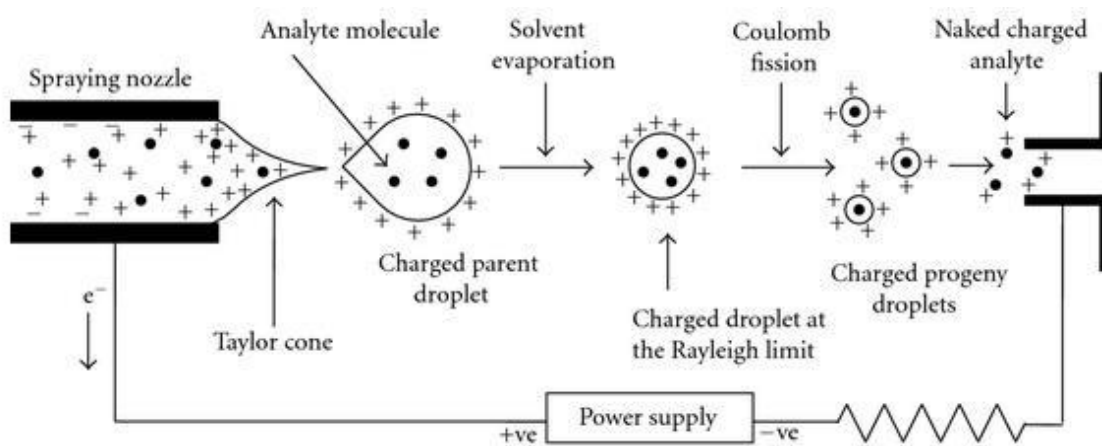 Spraying nozzle
Analyte molecule
Solvent
evaporation
Coulomb
fission
Naked charged
analyte
Charged parent
droplet
Charged progeny
droplets
e−
Taylor cone
Charged droplet at
the Rayleigh limit
+ve
Power supply
−ve